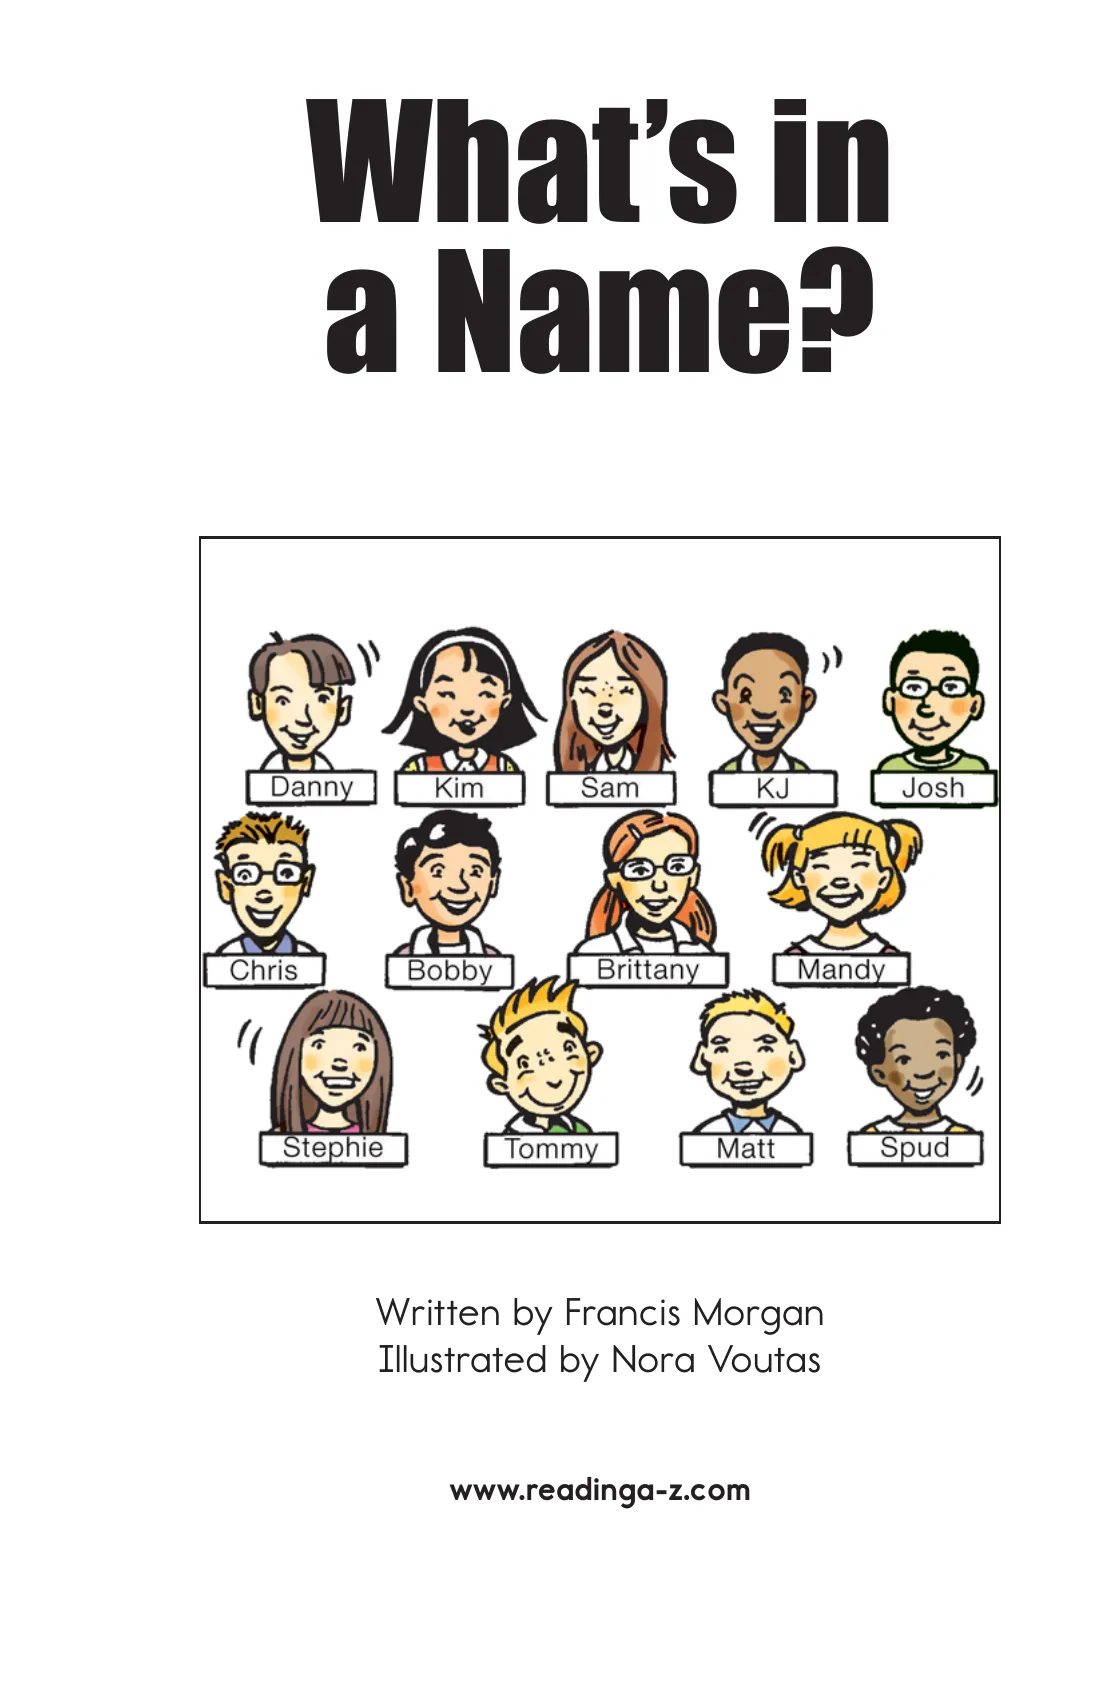 What’s in
a Name?
Danny Kim Sam KJ Josh
Chris Bobby Brittany Mandy
Stephie Tommy Matt Spud
Written by Francis Morgan
Illustrated by Nora Voutas
www.readinga-z.com